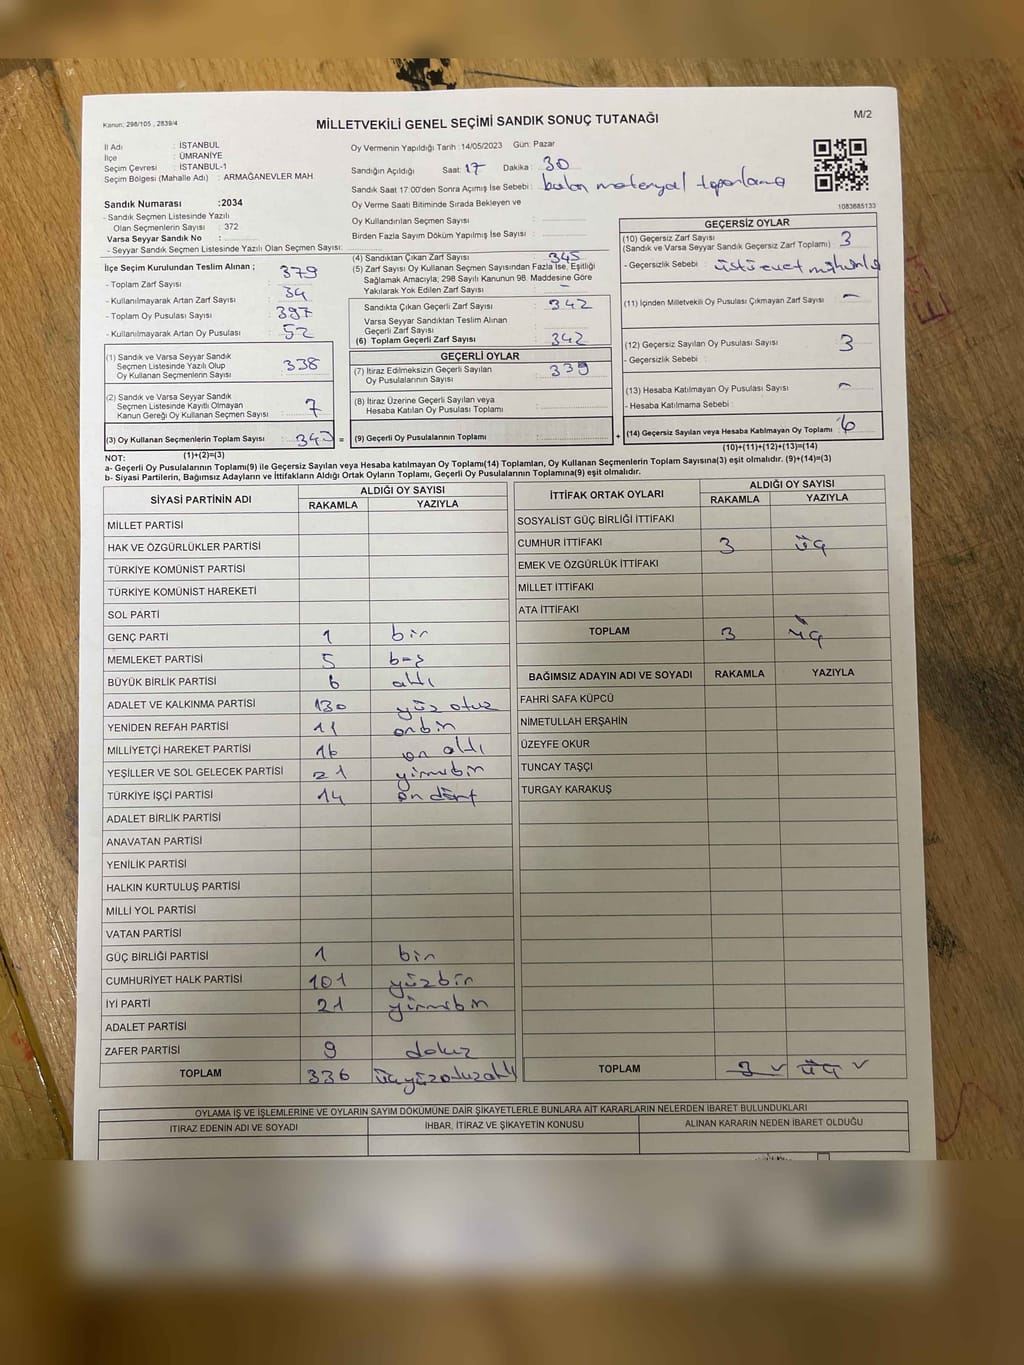 Kanun; 298/105 , 2839/4
M/2
MİLLETVEKİLİ GENEL SEÇİMİ SANDIK SONUÇ TUTANAĞI
İl Adı : İSTANBUL
İlçe : ÜMRANİYE
Seçim Çevresi : İSTANBUL-1
Seçim Bölgesi (Mahalle Adı) : ARMAĞANEVLER MAH
Sandık Numarası :2034
- Sandık Seçmen Listesinde Yazılı
Olan Seçmenlerin Sayısı : 372
Varsa Seyyar Sandık No :
- Seyyar Sandık Seçmen Listesinde Yazılı Olan Seçmen Sayısı:
Oy Vermenin Yapıldığı Tarih :14/05/2023 Gün: Pazar
Sandığın Açıldığı Saat: 17 Dakika : 30
Sandık Saat 17:00'den Sonra Açımış İse Sebebi : materyal toparlama
Oy Verme Saati Bitiminde Sırada Bekleyen ve
Oy Kullandırılan Seçmen Sayısı :
Birden Fazla Sayım Döküm Yapılmış İse Sayısı :
1083685133
İlçe Seçim Kurulundan Teslim Alınan ;
- Toplam Zarf Sayısı : 379
- Kullanılmayarak Artan Zarf Sayısı : 34
- Toplam Oy Pusulası Sayısı : 397
- Kullanılmayarak Artan Oy Pusulası : 52
(1) Sandık ve Varsa Seyyar Sandık
Seçmen Listesinde Yazılı Olup
Oy Kullanan Seçmenlerin Sayısı : 338
(2) Sandık ve Varsa Seyyar Sandık
Seçmen Listesinde Kayıtlı Olmayan
Kanun Gereği Oy Kullanan Seçmen Sayısı : 7
(3) Oy Kullanan Seçmenlerin Toplam Sayısı : =
(4) Sandıktan Çıkan Zarf Sayısı : 345
(5) Zarf Sayısı Oy Kullanan Seçmen Sayısından Fazla İse, Eşitliği
Sağlamak Amacıyla; 298 Sayılı Kanunun 98. Maddesine Göre
Yakılarak Yok Edilen Zarf Sayısı : -
Sandıkta Çıkan Geçerli Zarf Sayısı : 342
Varsa Seyyar Sandıktan Teslim Alınan
Geçerli Zarf Sayısı :
(6) Toplam Geçerli Zarf Sayısı : 342
GEÇERLİ OYLAR
(7) İtiraz Edilmeksizin Geçerli Sayılan
Oy Pusulalarının Sayısı : 339
(8) İtiraz Üzerine Geçerli Sayılan veya
Hesaba Katılan Oy Pusulası Toplamı :
(9) Geçerli Oy Pusulalarının Toplamı : +
GEÇERSİZ OYLAR
(10) Geçersiz Zarf Sayısı
(Sandık ve Varsa Seyyar Sandık Geçersiz Zarf Toplamı) : 3
- Geçersizlik Sebebi :
(11) İçinden Milletvekili Oy Pusulası Çıkmayan Zarf Sayısı : -
(12) Geçersiz Sayılan Oy Pusulası Sayısı : 3
- Geçersizlik Sebebi :
(13) Hesaba Katılmayan Oy Pusulası Sayısı : -
- Hesaba Katılmama Sebebi :
(14) Geçersiz Sayılan veya Hesaba Katılmayan Oy Toplamı : 6
NOT: (1)+(2)=(3) (10)+(11)+(12)+(13)=(14)
a- Geçerli Oy Pusulalarının Toplamı(9) ile Geçersiz Sayılan veya Hesaba katılmayan Oy Toplamı(14) Toplamları, Oy Kullanan Seçmenlerin Toplam Sayısına(3) eşit olmalıdır. (9)+(14)=(3)
b- Siyasi Partilerin, Bağımsız Adayların ve İttifakların Aldığı Ortak Oyların Toplamı, Geçerli Oy Pusulalarının Toplamına(9) eşit olmalıdır.
SİYASİ PARTİNİN ADI ALDIĞI OY SAYISI
RAKAMLA YAZIYLA
MİLLET PARTİSİ
HAK VE ÖZGÜRLÜKLER PARTİSİ
TÜRKİYE KOMÜNİST PARTİSİ
TÜRKİYE KOMÜNİST HAREKETİ
SOL PARTİ
GENÇ PARTİ 1 bir
MEMLEKET PARTİSİ 5 beş
BÜYÜK BİRLİK PARTİSİ 6 altı
ADALET VE KALKINMA PARTİSİ 130 yüz otuz
YENİDEN REFAH PARTİSİ 11 onbir
MİLLİYETÇİ HAREKET PARTİSİ 16 on altı
YEŞİLLER VE SOL GELECEK PARTİSİ 21 yirmibir
TÜRKİYE İŞÇİ PARTİSİ 14 on dört
ADALET BİRLİK PARTİSİ
ANAVATAN PARTİSİ
YENİLİK PARTİSİ
HALKIN KURTULUŞ PARTİSİ
MİLLİ YOL PARTİSİ
VATAN PARTİSİ
GÜÇ BİRLİĞİ PARTİSİ 1 bir
CUMHURİYET HALK PARTİSİ 101 yüzbir
İYİ PARTİ 21 yirmibir
ADALET PARTİSİ
ZAFER PARTİSİ 9 dokuz
TOPLAM 336 üçyüzotuzaltı
İTTİFAK ORTAK OYLARI ALDIĞI OY SAYISI
RAKAMLA YAZIYLA
SOSYALİST GÜÇ BİRLİĞİ İTTİFAKI
CUMHUR İTTİFAKI 3 üç
EMEK VE ÖZGÜRLÜK İTTİFAKI
MİLLET İTTİFAKI
ATA İTTİFAKI
TOPLAM 3 üç
BAĞIMSIZ ADAYIN ADI VE SOYADI RAKAMLA YAZIYLA
FAHRİ SAFA KÜPCÜ
NİMETULLAH ERŞAHİN
ÜZEYFE OKUR
TUNCAY TAŞÇI
TURGAY KARAKUŞ
TOPLAM 3 üç
OYLAMA İŞ VE İŞLEMLERİNE VE OYLARIN SAYIM DÖKÜMÜNE DAİR ŞİKAYETLERLE BUNLARA AİT KARARLARIN NELERDEN İBARET BULUNDUKLARI
İTİRAZ EDENİN ADI VE SOYADI İHBAR, İTİRAZ VE ŞİKAYETİN KONUSU ALINAN KARARIN NEDEN İBARET OLDUĞU